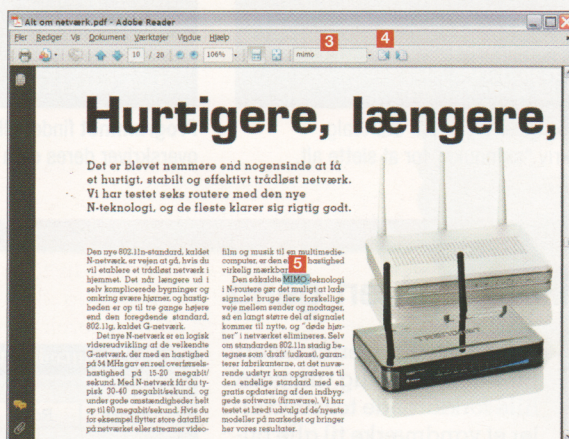 Alt om netværk.pdf - Adobe Reader
Filer Rediger Vis Dokument Værktøjer Vindue Hjælp
10 / 20 106% mimo
3
4
Hurtigere, længere,
Det er blevet nemmere end nogensinde at få
et hurtigt, stabilt og effektivt trådløst netværk.
Vi har testet seks routere med den nye
N-teknologi, og de fleste klarer sig rigtig godt.
Den nye 802.11n-standard, kaldet
N-netværk, er vejen at gå, hvis du
vil etablere et trådløst netværk i
hjemmet. Det når længere ud i
selv komplicerede bygninger og
omkring svære hjørner, og hastig-
heden er op til tre gange højere
end den foregående standard,
802.11g, kaldet G-netværk.
Det nye N-netværk er en logisk
videreudvikling af de velkendte
G-netværk, der med en hastighed
på 54 MHz gav en reel overførsels-
hastighed på 15-20 megabit/
sekund. Med N-netværk får du ty-
pisk 30-40 megabit/sekund, og
under gode omstændigheder helt
op til 60 megabit/sekund. Hvis du
for eksempel flytter store datafiler
på netværket eller streamer video-
film og musik til en multimedie-
computer, er den hastighed
virkelig mærkbar
5
Den såkaldte MIMO-teknologi
i N-routere gør det muligt at lade
signalet bruge flere forskellige
veje mellem sender og modtager,
så en langt større del af signalet
kommer til nytte, og "døde hjør-
ner" i netværket elimineres. Selv
om standarden 802.11n stadig be-
tegnes som 'draft' (udkast), garan-
terer fabrikanterne, at det nuvæ-
rende udstyr kan opgraderes til
den endelige standard med en
gratis opdatering af den indbyg-
gede software (firmware). Vi har
testet et bredt udvalg af de nyeste
modeller på markedet og bringer
her vores resultater.
TRENDnet